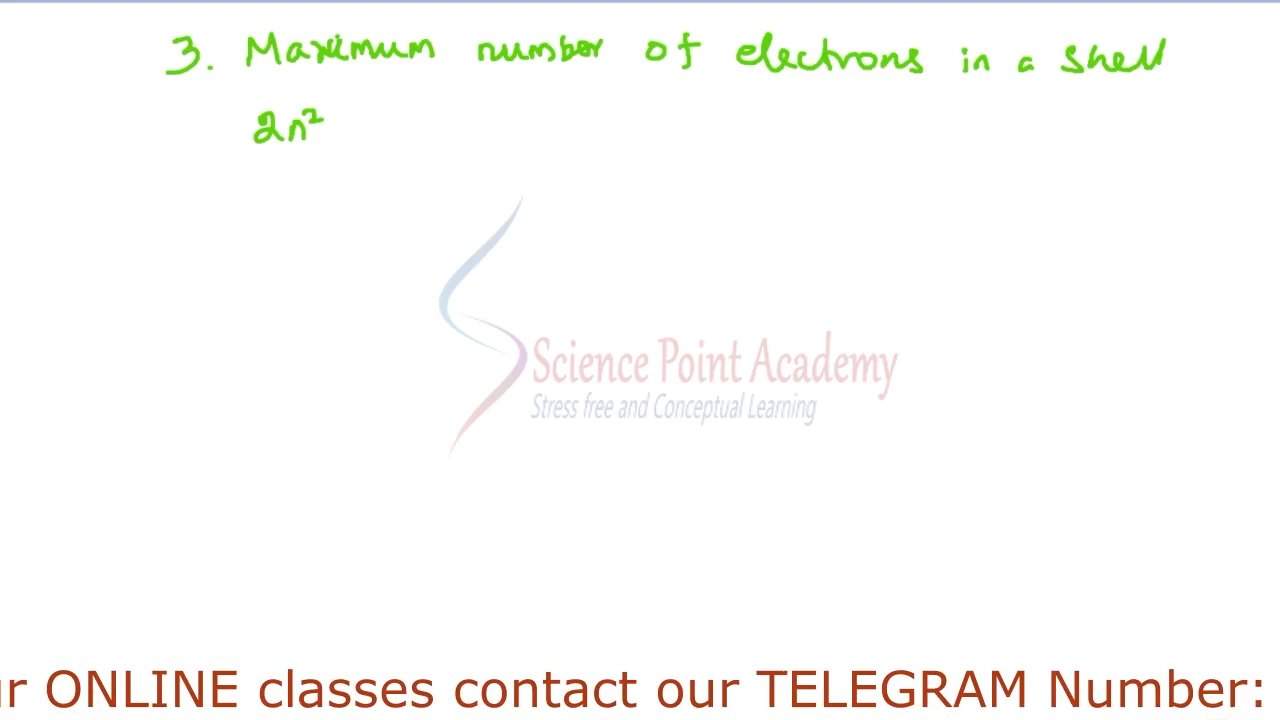 3. Maximum number of electrons in a shell
2n²
Science Point Academy
Stress free and Conceptual Learning
ur ONLINE classes contact our TELEGRAM Number: